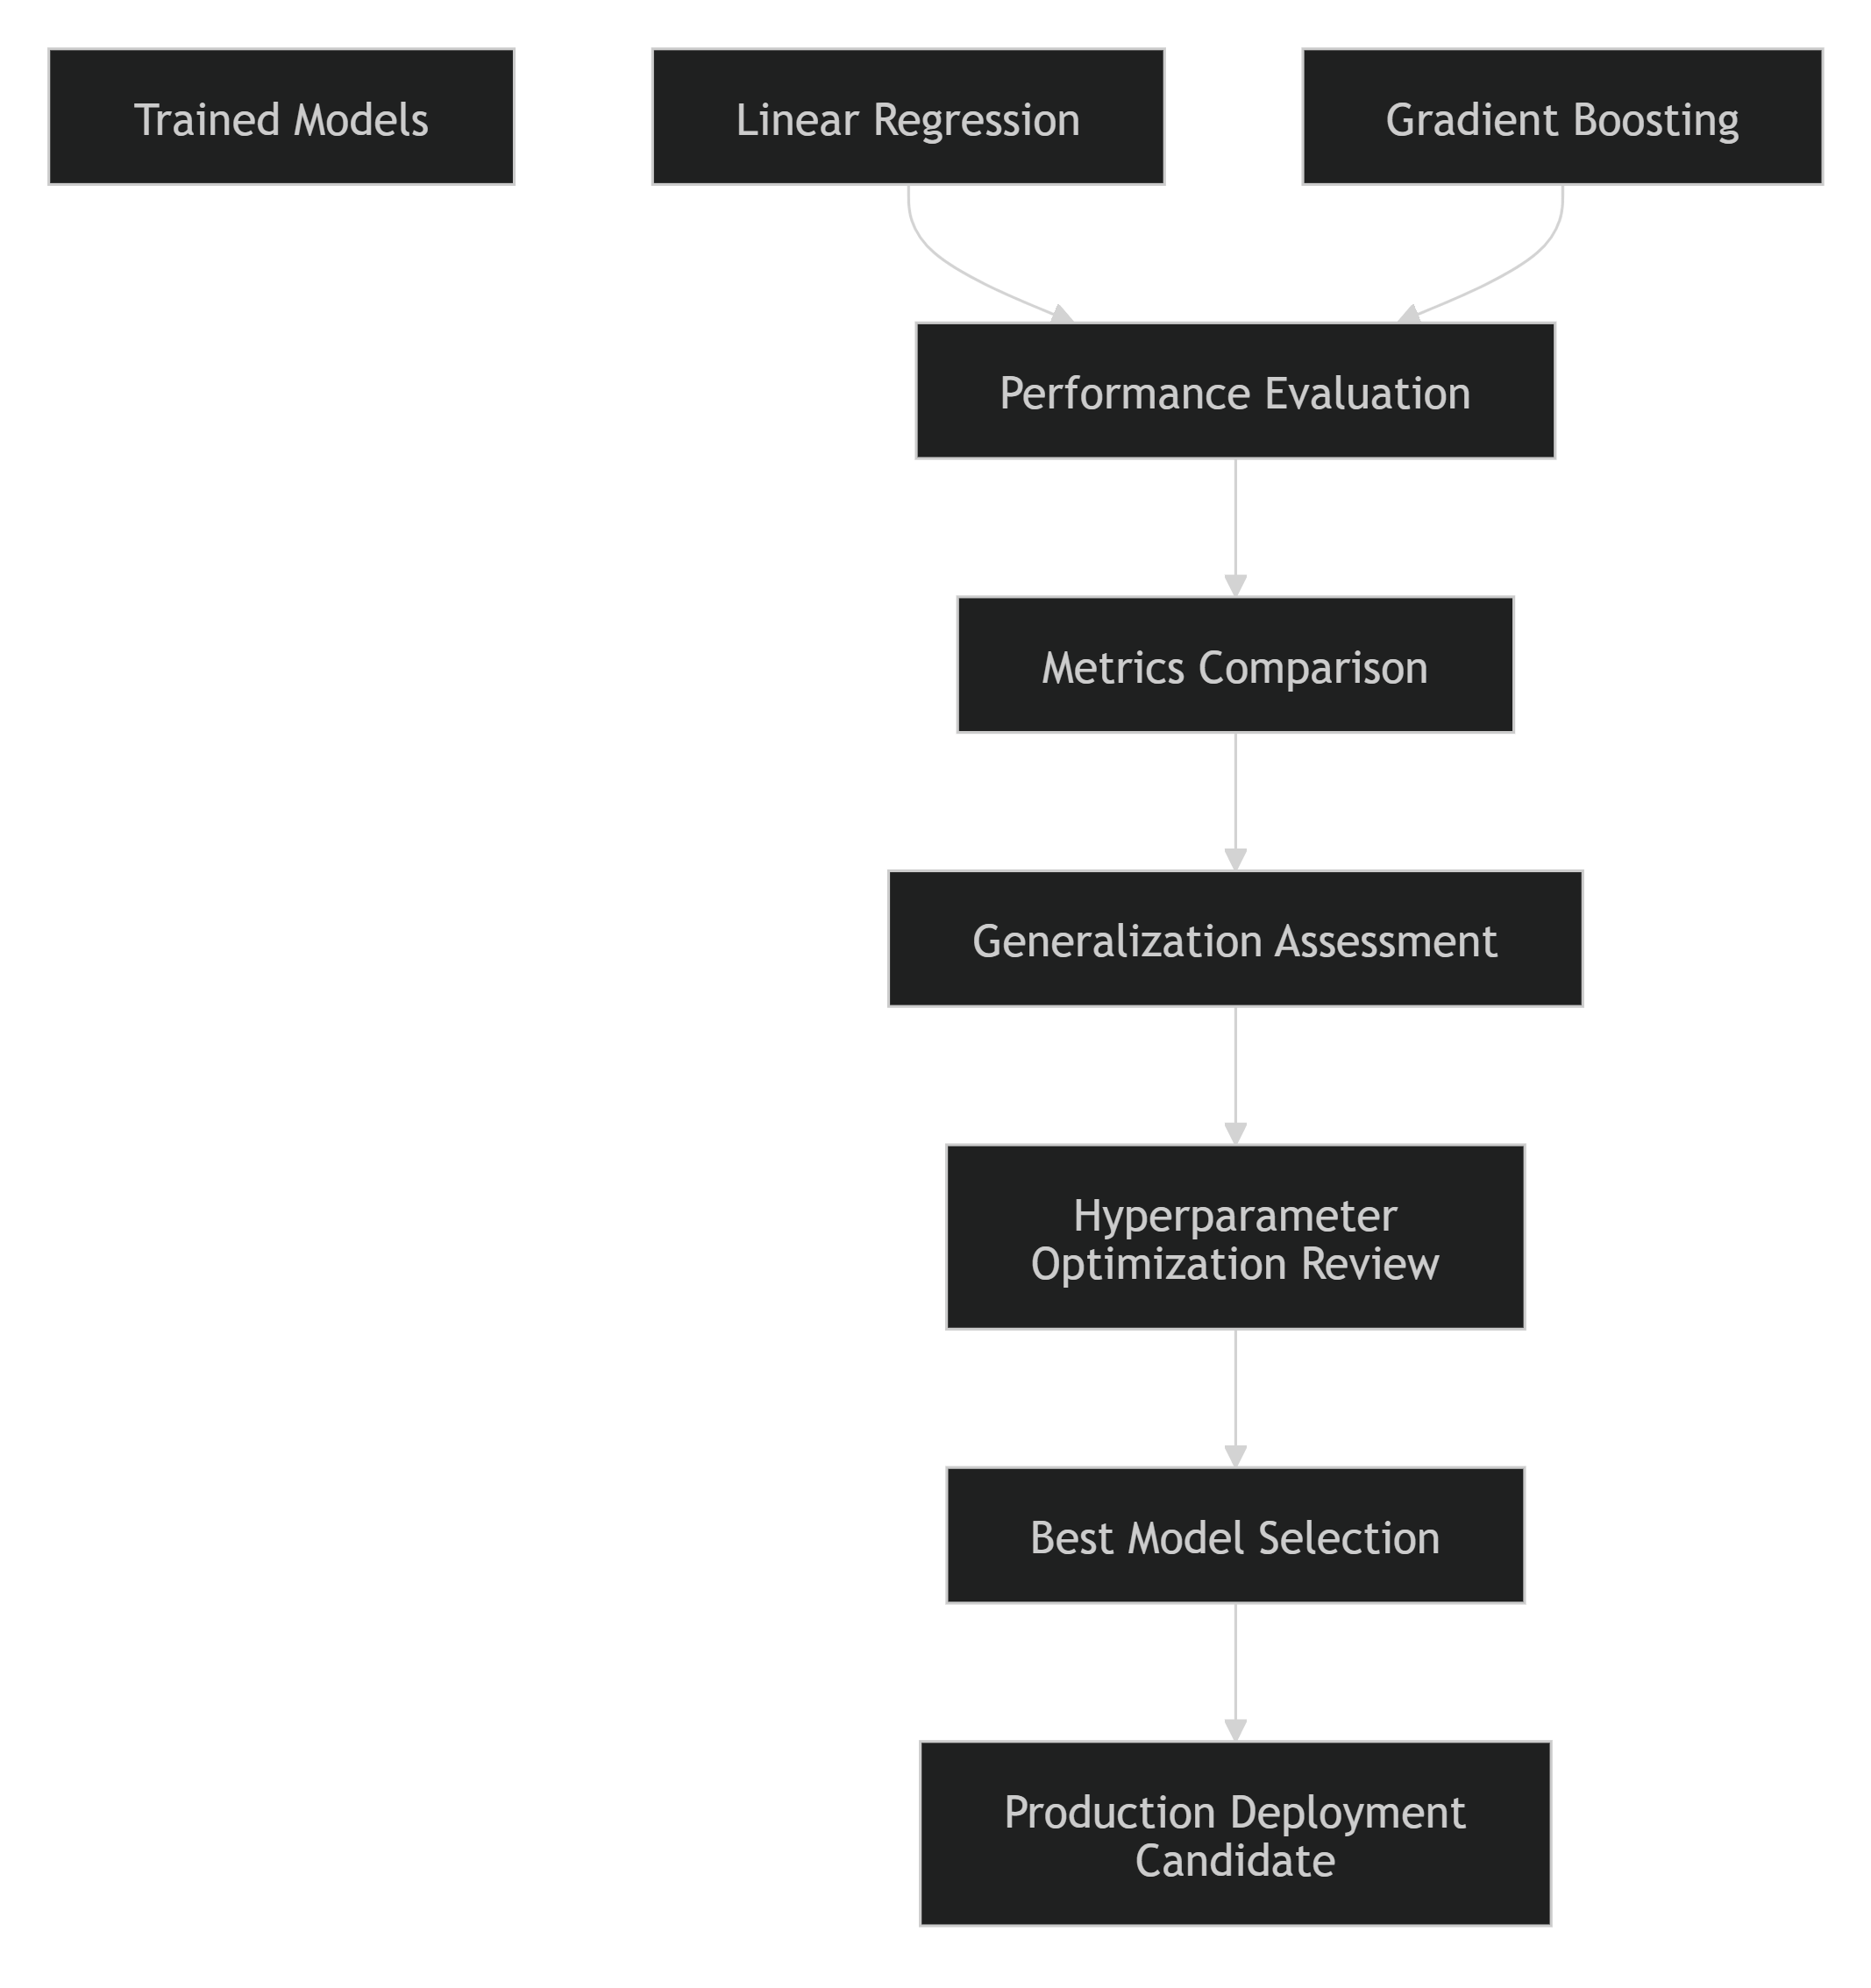 Trained Models
Linear Regression
Gradient Boosting
Performance Evaluation
Metrics Comparison
Generalization Assessment
Hyperparameter
Optimization Review
Best Model Selection
Production Deployment
Candidate